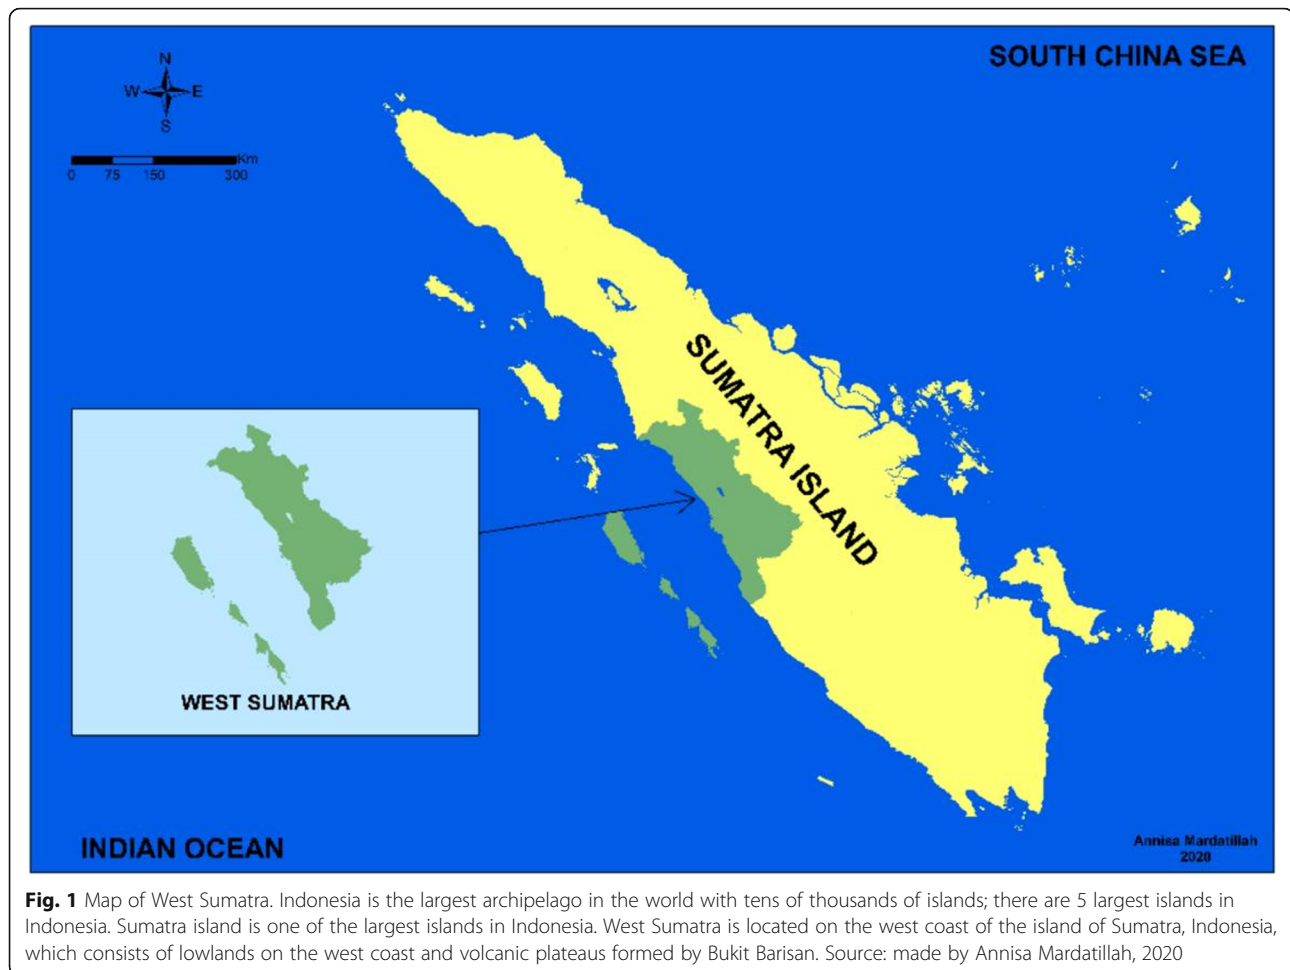 SOUTH CHINA SEA
N
W E
S
Km
0 75 150 300
SUMATRA ISLAND
WEST SUMATRA
INDIAN OCEAN
Annisa Mardatillah
2020
Fig. 1 Map of West Sumatra. Indonesia is the largest archipelago in the world with tens of thousands of islands; there are 5 largest islands in
Indonesia. Sumatra island is one of the largest islands in Indonesia. West Sumatra is located on the west coast of the island of Sumatra, Indonesia,
which consists of lowlands on the west coast and volcanic plateaus formed by Bukit Barisan. Source: made by Annisa Mardatillah, 2020